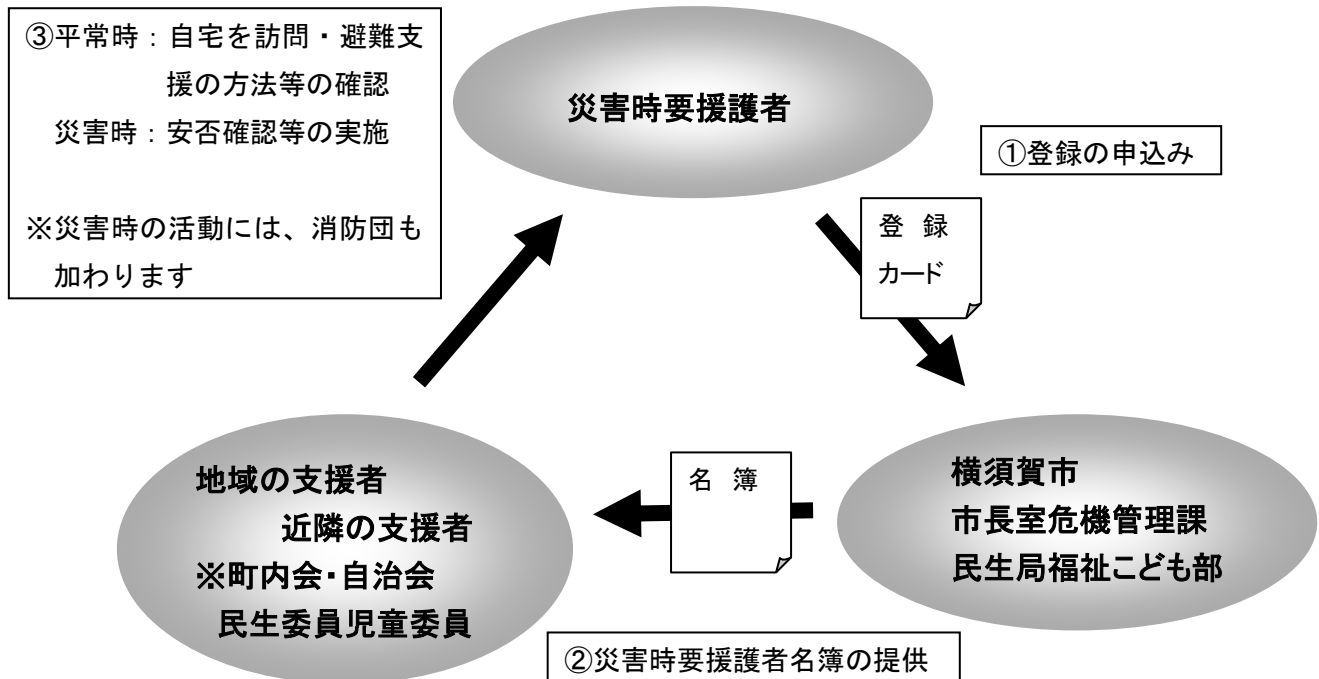 ③平常時：自宅を訪問・避難支
援の方法等の確認
災害時：安否確認等の実施
※災害時の活動には、消防団も
加わります
災害時要援護者
①登録の申込み
登 録
カード
地域の支援者
近隣の支援者
※町内会・自治会
民生委員児童委員
名 簿
横須賀市
市長室危機管理課
民生局福祉こども部
②災害時要援護者名簿の提供